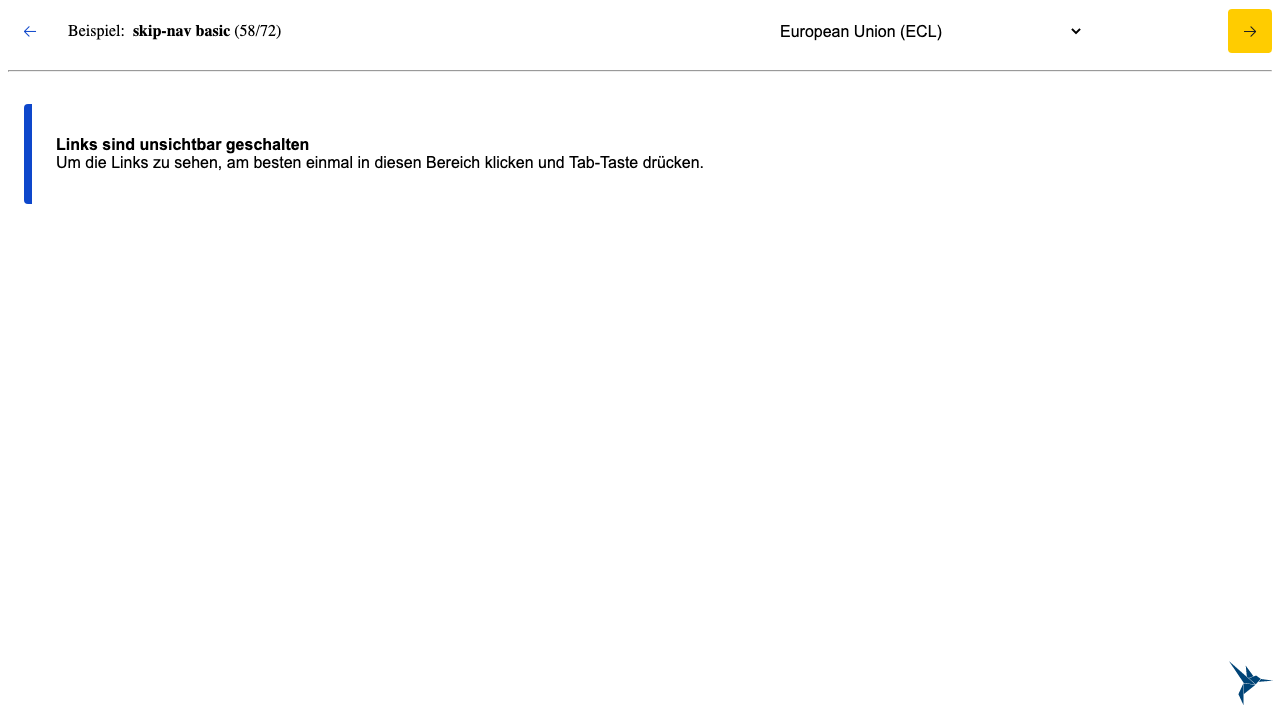 Beispiel: skip-nav basic (58/72)
European Union (ECL)
Links sind unsichtbar geschalten
Um die Links zu sehen, am besten einmal in diesen Bereich klicken und Tab-Taste drücken.